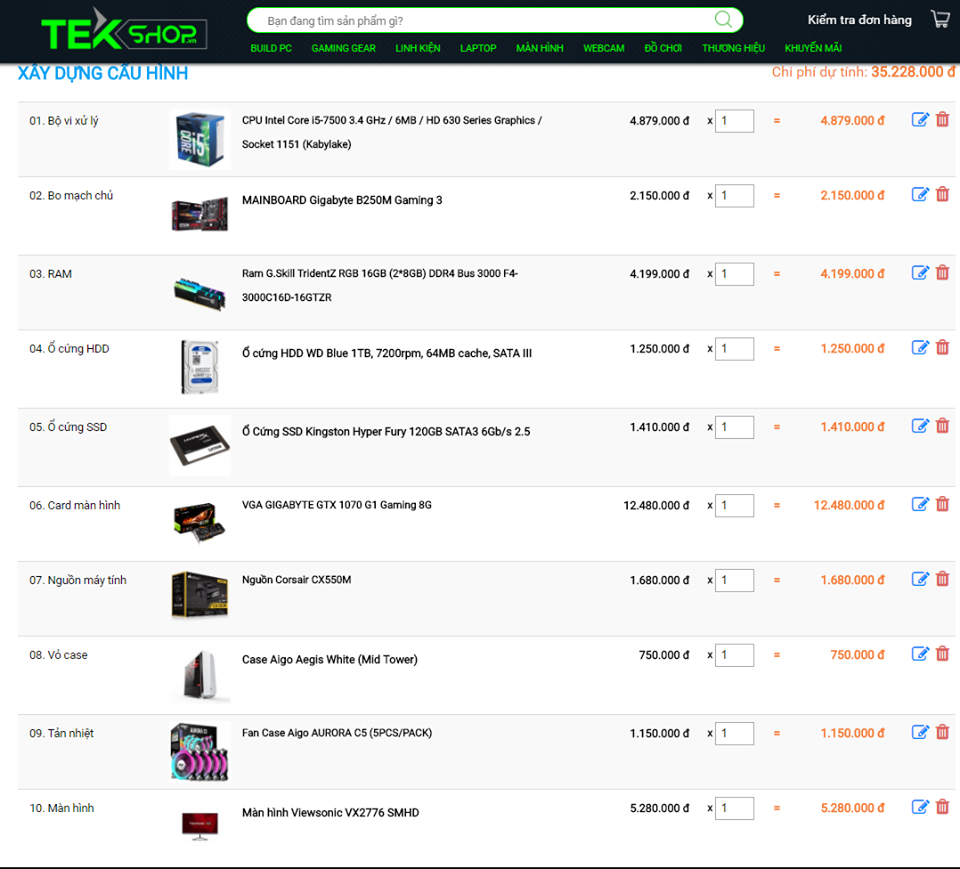 TEKSHOP.vn
Bạn đang tìm sản phẩm gì?
Kiểm tra đơn hàng
BUILD PC GAMING GEAR LINH KIỆN LAPTOP MÀN HÌNH WEBCAM ĐỒ CHƠI THƯƠNG HIỆU KHUYẾN MÃI
XÂY DỰNG CẤU HÌNH
Chi phí dự tính: 35.228.000 đ
01. Bộ vi xử lý
CPU Intel Core i5-7500 3.4 GHz / 6MB / HD 630 Series Graphics /
Socket 1151 (Kabylake)
4.879.000 đ x 1 = 4.879.000 đ
02. Bo mạch chủ
MAINBOARD Gigabyte B250M Gaming 3
2.150.000 đ x 1 = 2.150.000 đ
03. RAM
Ram G.Skill TridentZ RGB 16GB (2*8GB) DDR4 Bus 3000 F4-
3000C16D-16GTZR
4.199.000 đ x 1 = 4.199.000 đ
04. Ổ cứng HDD
Ổ cứng HDD WD Blue 1TB, 7200rpm, 64MB cache, SATA III
1.250.000 đ x 1 = 1.250.000 đ
05. Ổ cứng SSD
Ổ Cứng SSD Kingston Hyper Fury 120GB SATA3 6Gb/s 2.5
1.410.000 đ x 1 = 1.410.000 đ
06. Card màn hình
VGA GIGABYTE GTX 1070 G1 Gaming 8G
12.480.000 đ x 1 = 12.480.000 đ
07. Nguồn máy tính
Nguồn Corsair CX550M
1.680.000 đ x 1 = 1.680.000 đ
08. Vỏ case
Case Aigo Aegis White (Mid Tower)
750.000 đ x 1 = 750.000 đ
09. Tản nhiệt
Fan Case Aigo AURORA C5 (5PCS/PACK)
1.150.000 đ x 1 = 1.150.000 đ
10. Màn hình
Màn hình Viewsonic VX2776 SMHD
5.280.000 đ x 1 = 5.280.000 đ